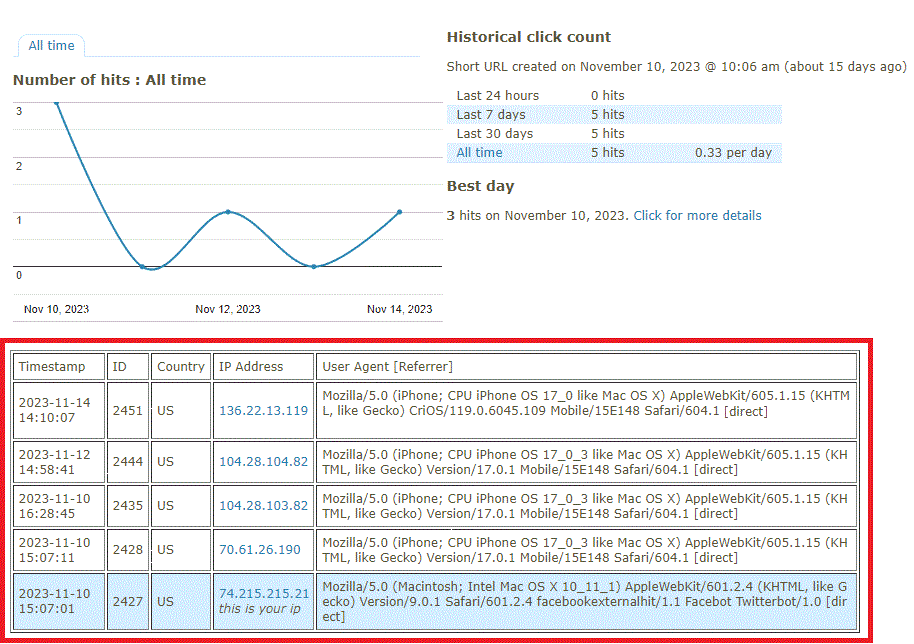 All time
Number of hits : All time
3
2
1
0
Nov 10, 2023 Nov 12, 2023 Nov 14, 2023
Historical click count
Short URL created on November 10, 2023 @ 10:06 am (about 15 days ago)
Last 24 hours 0 hits
Last 7 days 5 hits
Last 30 days 5 hits
All time 5 hits 0.33 per day
Best day
3 hits on November 10, 2023. Click for more details
Timestamp ID Country IP Address User Agent [Referrer]
2023-11-14
14:10:07
2451
US
136.22.13.119
Mozilla/5.0 (iPhone; CPU iPhone OS 17_0 like Mac OS X) AppleWebKit/605.1.15 (KHTM
L, like Gecko) CriOS/119.0.6045.109 Mobile/15E148 Safari/604.1 [direct]
2023-11-12
14:58:41
2444
US
104.28.104.82
Mozilla/5.0 (iPhone; CPU iPhone OS 17_0_3 like Mac OS X) AppleWebKit/605.1.15 (KH
TML, like Gecko) Version/17.0.1 Mobile/15E148 Safari/604.1 [direct]
2023-11-10
16:28:45
2435
US
104.28.103.82
Mozilla/5.0 (iPhone; CPU iPhone OS 17_0_3 like Mac OS X) AppleWebKit/605.1.15 (KH
TML, like Gecko) Version/17.0.1 Mobile/15E148 Safari/604.1 [direct]
2023-11-10
15:07:11
2428
US
70.61.26.190
Mozilla/5.0 (iPhone; CPU iPhone OS 17_0_3 like Mac OS X) AppleWebKit/605.1.15 (KH
TML, like Gecko) Version/17.0.1 Mobile/15E148 Safari/604.1 [direct]
2023-11-10
15:07:01
2427
US
74.215.215.21
this is your ip
Mozilla/5.0 (Macintosh; Intel Mac OS X 10_11_1) AppleWebKit/601.2.4 (KHTML, like G
ecko) Version/9.0.1 Safari/601.2.4 facebookexternalhit/1.1 Facebot Twitterbot/1.0 [dir
ect]